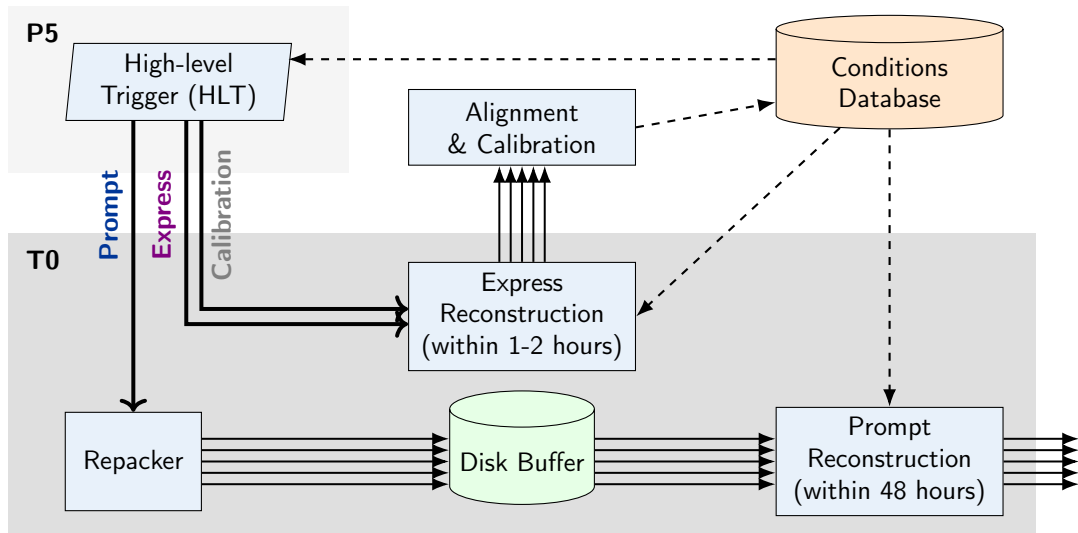 P5
High-level
Trigger (HLT)
Conditions
Database
Alignment
& Calibration
Prompt
Express
Calibration
T0
Express
Reconstruction
(within 1-2 hours)
Repacker
Disk Buffer
Prompt
Reconstruction
(within 48 hours)